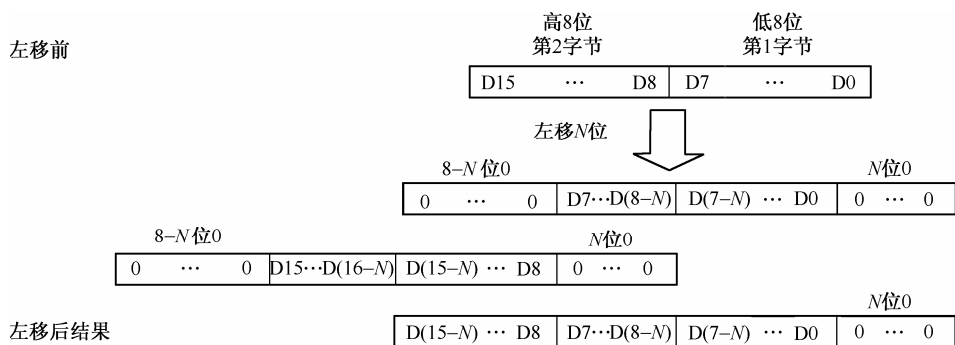 高8位 低8位
左移前 第2字节 第1字节
D15 … D8 D7 … D0
左移N位
8−N 位0 N位0
0 … 0 D7…D(8−N) D(7−N) … D0 0 … 0
8−N位0 N位0
0 … 0 D15…D(16−N) D(15−N) … D8 0 … 0
N位0
左移后结果 D(15−N) … D8 D7…D(8−N) D(7−N) … D0 0 … 0